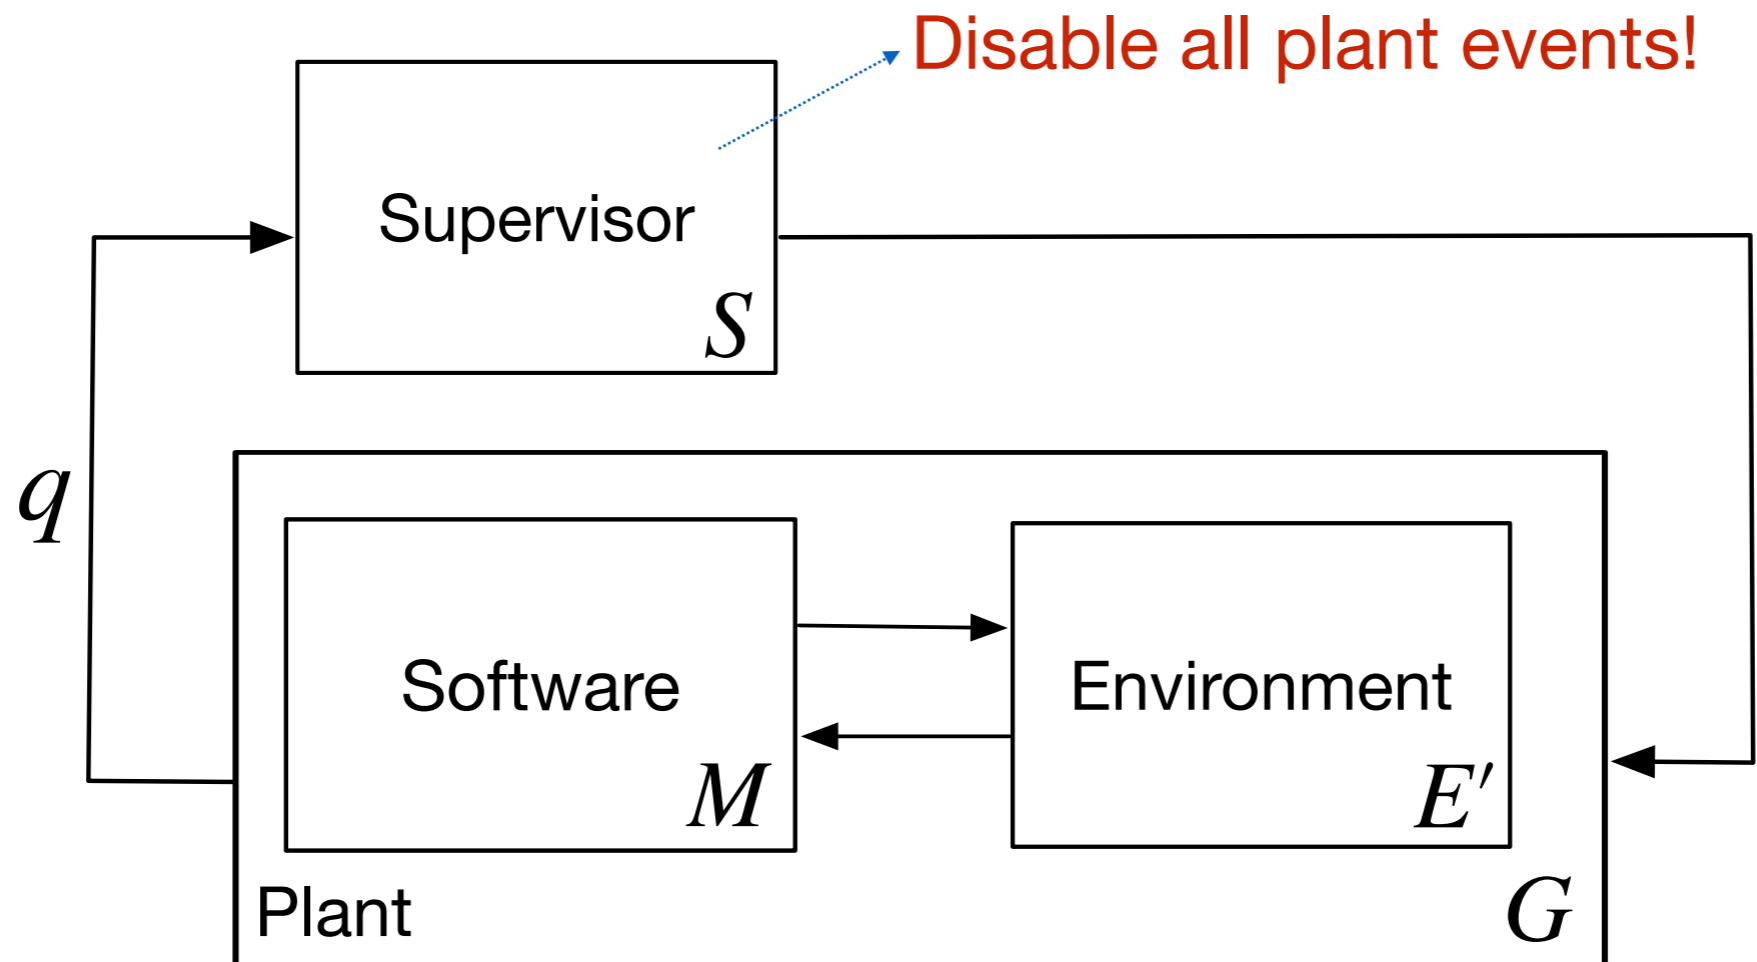 Disable all plant events!
Supervisor
S
q
Software
M
Environment
E′
Plant
G